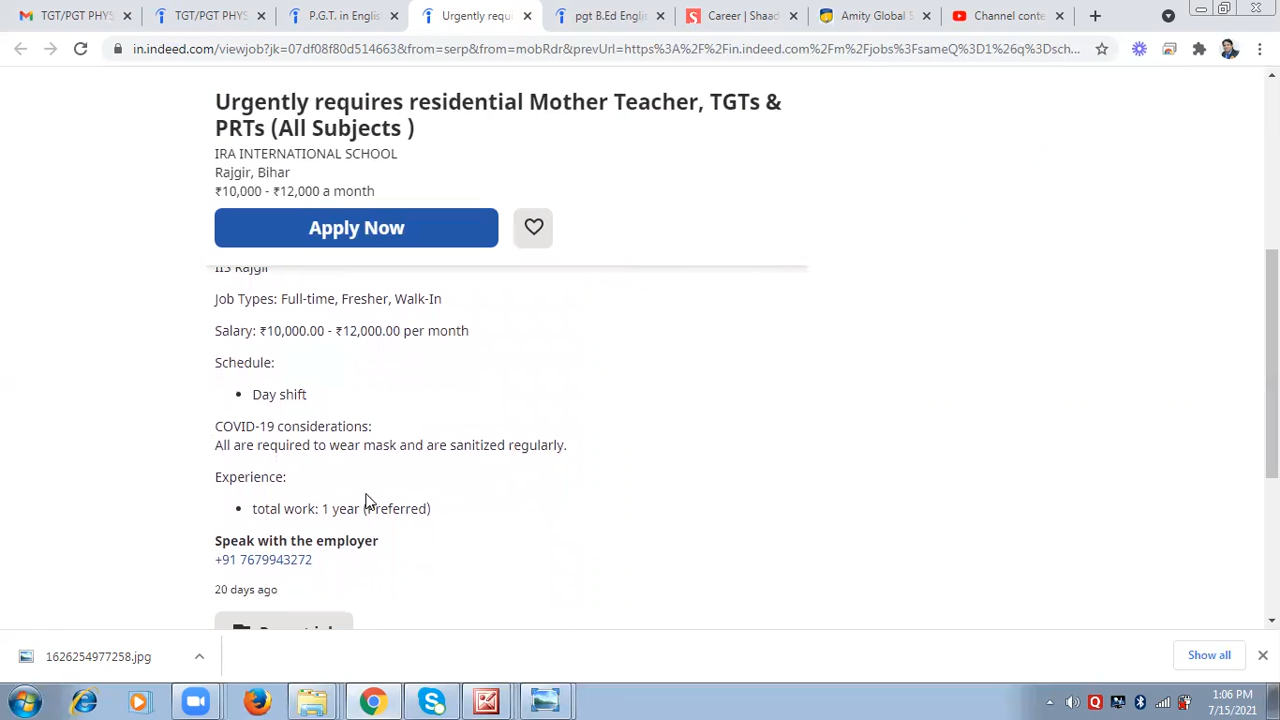 TGT/PGT PHYS
TGT/PGT PHYS
P.G.T. in Englis
Urgently requi
pgt B.Ed Engli
Career | Shaad
Amity Global S
Channel conte
in.indeed.com/viewjob?jk=07df08f80d514663&from=serp&from=mobRdr&prevUrl=https%3A%2F%2Fin.indeed.com%2Fm%2Fjobs%3FsameQ%3D1%26q%3Dsch...
Urgently requires residential Mother Teacher, TGTs &
PRTs (All Subjects )
IRA INTERNATIONAL SCHOOL
Rajgir, Bihar
₹10,000 - ₹12,000 a month
Apply Now
IIS Rajgir
Job Types: Full-time, Fresher, Walk-In
Salary: ₹10,000.00 - ₹12,000.00 per month
Schedule:
• Day shift
COVID-19 considerations:
All are required to wear mask and are sanitized regularly.
Experience:
• total work: 1 year (Preferred)
Speak with the employer
+91 7679943272
20 days ago
1626254977258.jpg
Show all
1:06 PM
7/15/2021